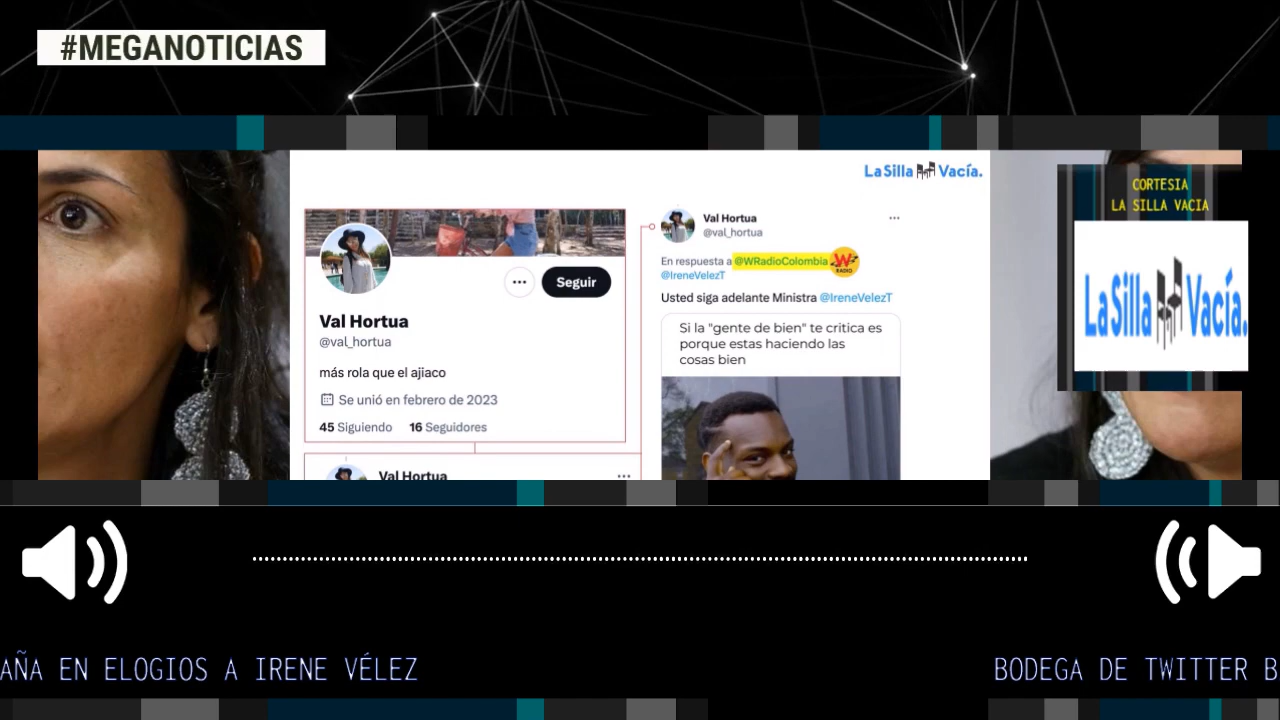 #MEGANOTICIAS
La Silla Vacía.
CORTESIA
LA SILLA VACIA
La Silla Vacía.
Seguir
Val Hortua
@val_hortua
más rola que el ajiaco
Se unió en febrero de 2023
45 Siguiendo 16 Seguidores
Val Hortua
Val Hortua
@val_hortua
En respuesta a @WRadioColombia
W
RADIO
@IreneVelezT
Usted siga adelante Ministra @IreneVelezT
Si la "gente de bien" te critica es
porque estas haciendo las
cosas bien
AÑA EN ELOGIOS A IRENE VÉLEZ
BODEGA DE TWITTER B